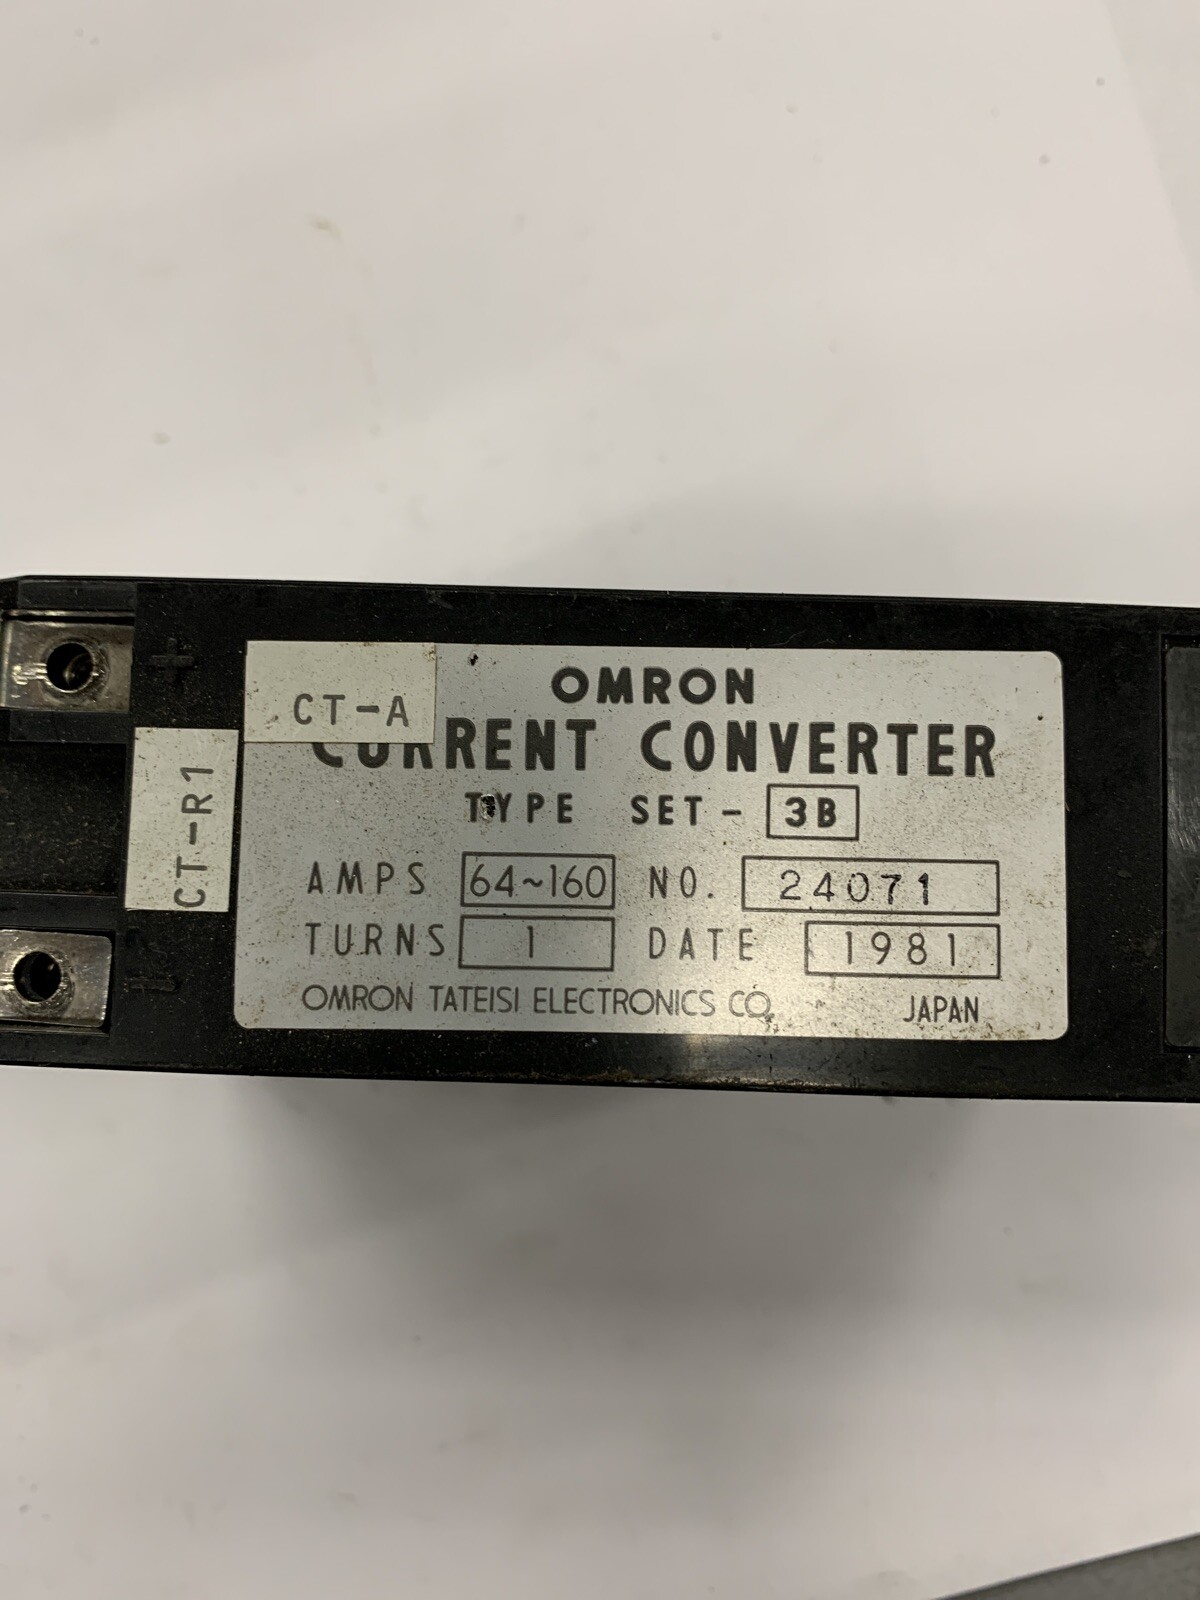 +
CT-A
CT-R1
OMRON
CURRENT CONVERTER
TYPE SET-3B
AMPS 64~160 NO. 24071
TURNS 1 DATE 1981
OMRON TATEISI ELECTRONICS CO. JAPAN